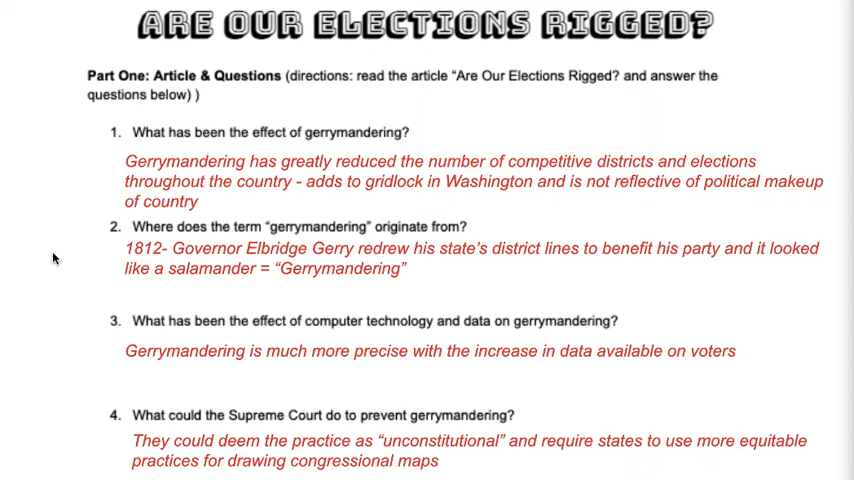 ARE OUR ELECTIONS RIGGED?
Part One: Article & Questions (directions: read the article “Are Our Elections Rigged? and answer the
questions below) )
1. What has been the effect of gerrymandering?
Gerrymandering has greatly reduced the number of competitive districts and elections
throughout the country - adds to gridlock in Washington and is not reflective of political makeup
of country
2. Where does the term “gerrymandering” originate from?
1812- Governor Elbridge Gerry redrew his state’s district lines to benefit his party and it looked
like a salamander = “Gerrymandering”
3. What has been the effect of computer technology and data on gerrymandering?
Gerrymandering is much more precise with the increase in data available on voters
4. What could the Supreme Court do to prevent gerrymandering?
They could deem the practice as “unconstitutional” and require states to use more equitable
practices for drawing congressional maps